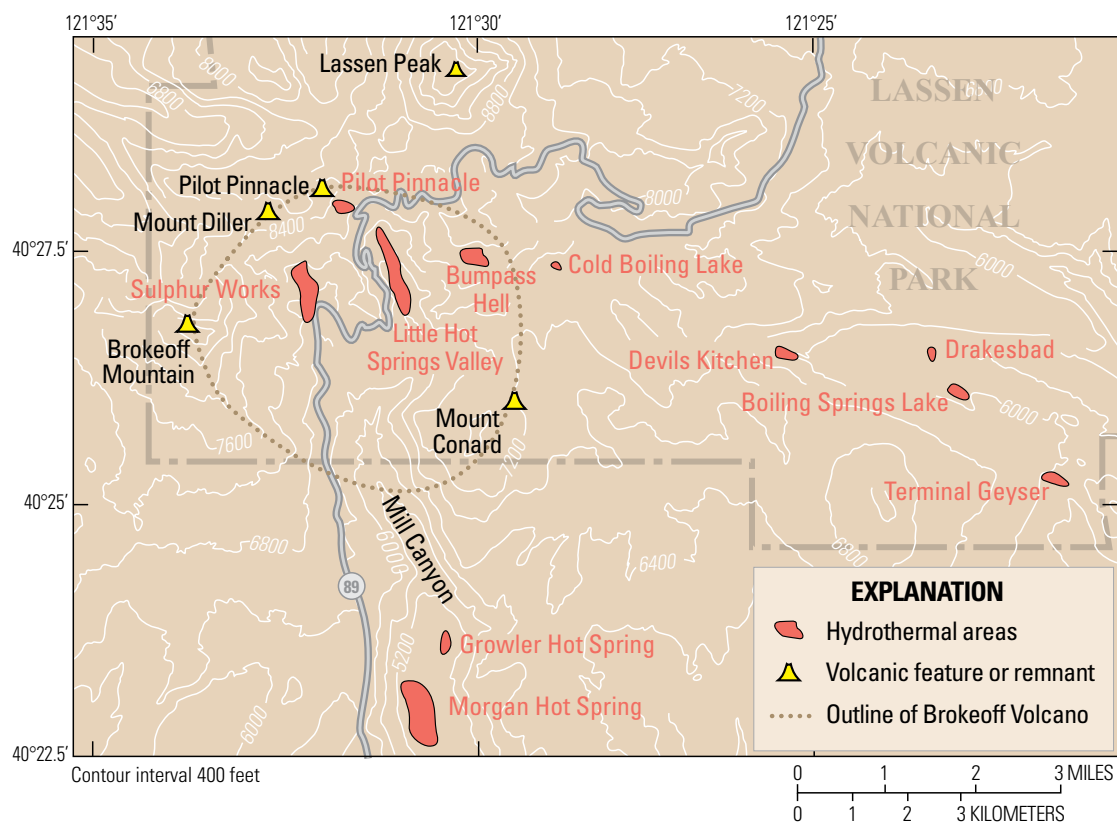 121°35'
121°30'
121°25'
Lassen Peak
8000
6800
8800
7200
6800
LASSEN
VOLCANIC
NATIONAL
PARK
Pilot Pinnacle
Pilot Pinnacle
Mount Diller
8400
8000
40°27.5'
Sulphur Works
Bumpass
Hell
Cold Boiling Lake
6000
Brokeoff
Mountain
Little Hot
Springs Valley
Devils Kitchen
Drakesbad
Boiling Springs Lake
6000
Mount
Conard
7600
7200
Terminal Geyser
40°25'
Mill Canyon
6800
6000
6400
6800
89
5200
Growler Hot Spring
Morgan Hot Spring
6000
40°22.5'
EXPLANATION
Hydrothermal areas
Volcanic feature or remnant
Outline of Brokeoff Volcano
Contour interval 400 feet
0 1 2 3 MILES
0 1 2 3 KILOMETERS